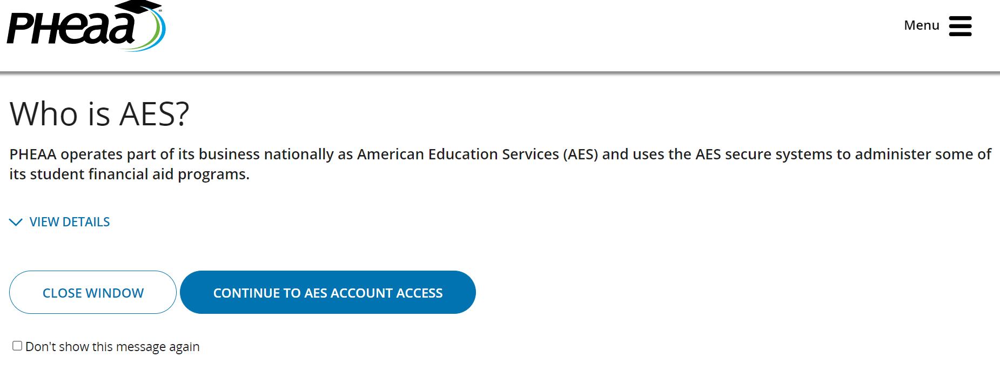 PHeaa
Menu
Who is AES?
PHEAA operates part of its business nationally as American Education Services (AES) and uses the AES secure systems to administer some of
its student financial aid programs.
VIEW DETAILS
CLOSE WINDOW
CONTINUE TO AES ACCOUNT ACCESS
Don't show this message again